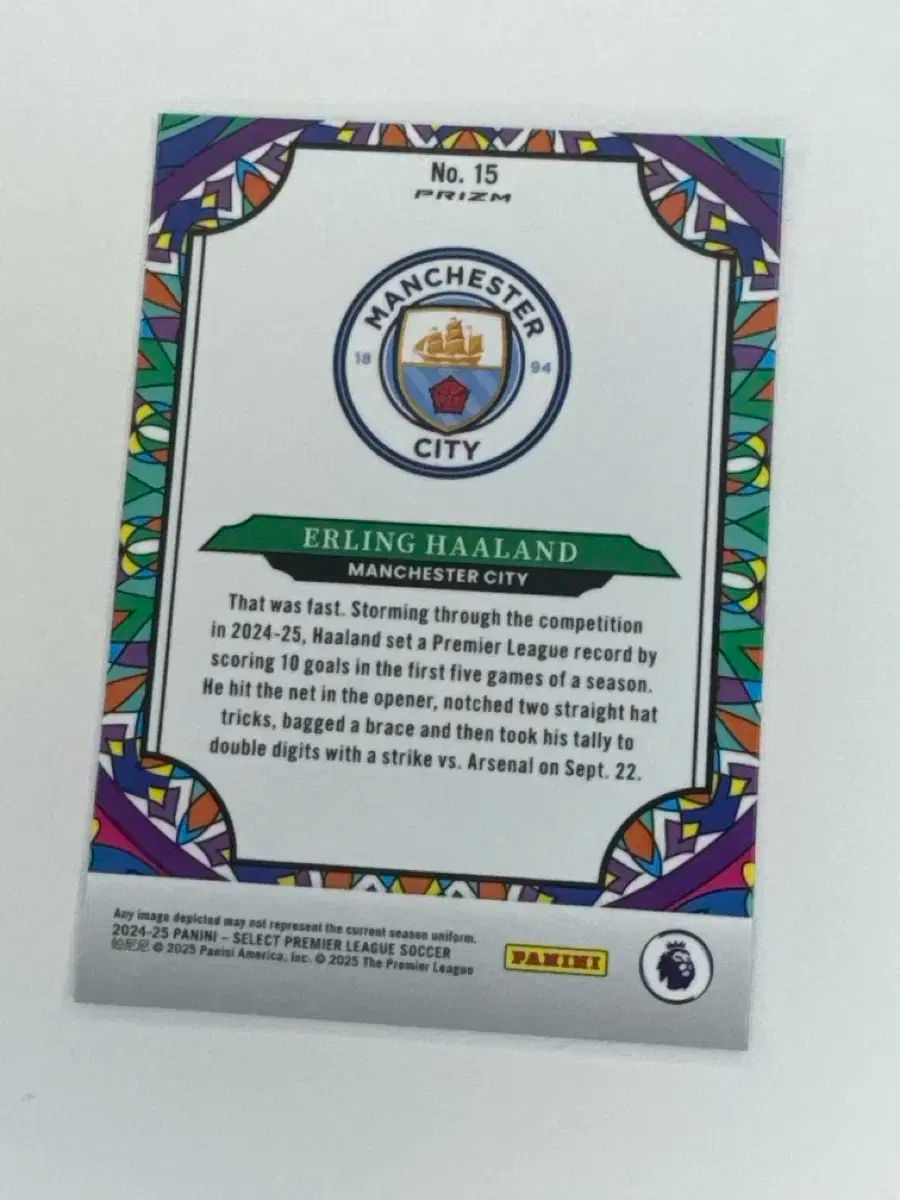 No. 15
PRIZM
MANCHESTER
18 94
CITY
ERLING HAALAND
MANCHESTER CITY
That was fast. Storming through the competition
in 2024-25, Haaland set a Premier League record by
scoring 10 goals in the first five games of a season.
He hit the net in the opener, notched two straight hat
tricks, bagged a brace and then took his tally to
double digits with a strike vs. Arsenal on Sept. 22.
Any image depicted may not represent the current season uniform.
2024-25 PANINI – SELECT PREMIER LEAGUE SOCCER
© 2025 Panini America, Inc. © 2025 The Premier League
PANINI